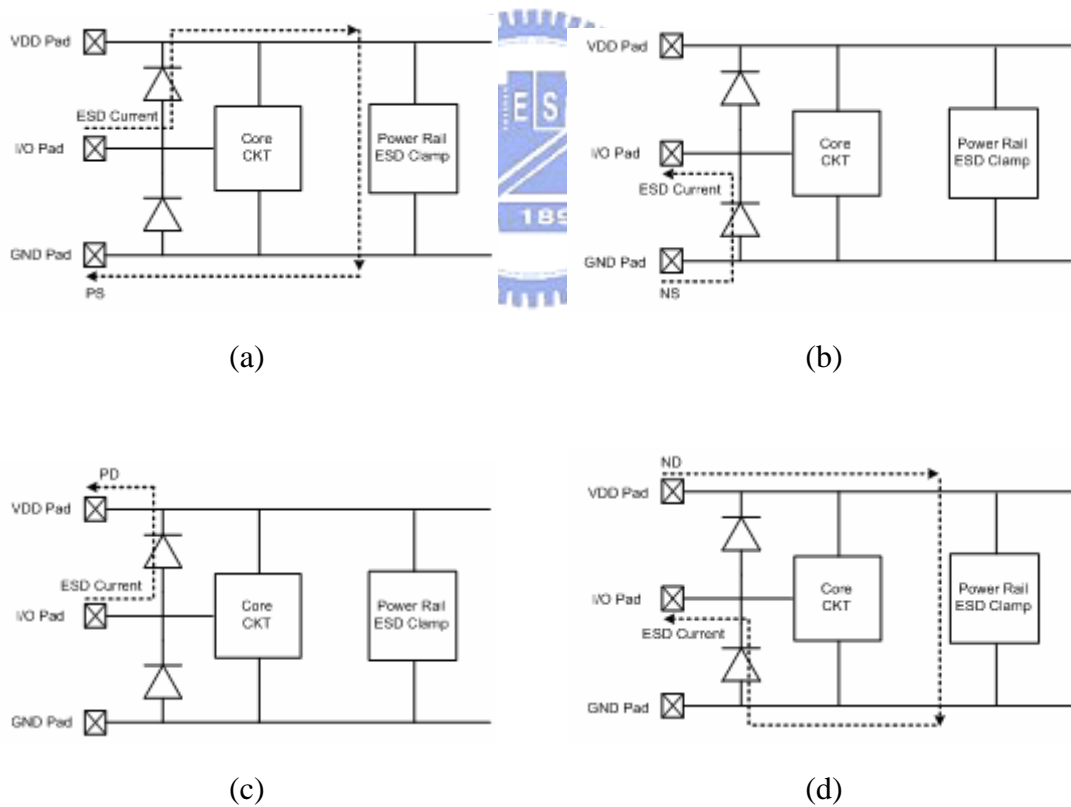 VDD Pad
ESD Current
I/O Pad
Core
CKT
Power Rail
ESD Clamp
GND Pad
PS
(a)
E S
189
VDD Pad
I/O Pad
ESD Current
Core
CKT
Power Rail
ESD Clamp
GND Pad
NS
(b)
PD
VDD Pad
ESD Current
I/O Pad
Core
CKT
Power Rail
ESD Clamp
GND Pad
(c)
ND
VDD Pad
I/O Pad
ESD Current
Core
CKT
Power Rail
ESD Clamp
GND Pad
(d)